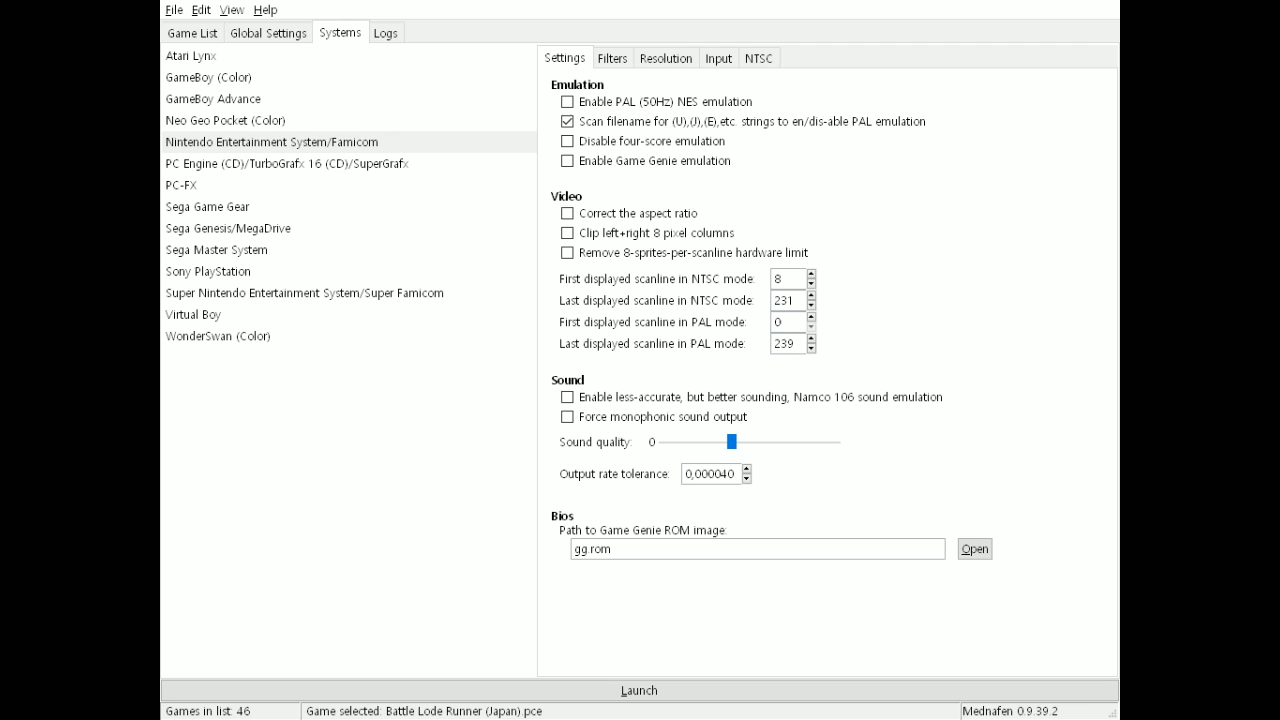 File Edit View Help
Game List Global Settings Systems Logs
Atari Lynx
GameBoy (Color)
GameBoy Advance
Neo Geo Pocket (Color)
Nintendo Entertainment System/Famicom
PC Engine (CD)/TurboGrafx 16 (CD)/SuperGrafx
PC-FX
Sega Game Gear
Sega Genesis/MegaDrive
Sega Master System
Sony PlayStation
Super Nintendo Entertainment System/Super Famicom
Virtual Boy
WonderSwan (Color)
Settings Filters Resolution Input NTSC
Emulation
Enable PAL (50Hz) NES emulation
Scan filename for (U),(J),(E),etc. strings to en/dis-able PAL emulation
Disable four-score emulation
Enable Game Genie emulation
Video
Correct the aspect ratio
Clip left+right 8 pixel columns
Remove 8-sprites-per-scanline hardware limit
First displayed scanline in NTSC mode: 8
Last displayed scanline in NTSC mode: 231
First displayed scanline in PAL mode: 0
Last displayed scanline in PAL mode: 239
Sound
Enable less-accurate, but better sounding, Namco 106 sound emulation
Force monophonic sound output
Sound quality: 0
Output rate tolerance: 0,000040
Bios
Path to Game Genie ROM image:
gg.rom Open
Launch
Games in list: 46 Game selected: Battle Lode Runner (Japan).pce Mednafen 0.9.39.2